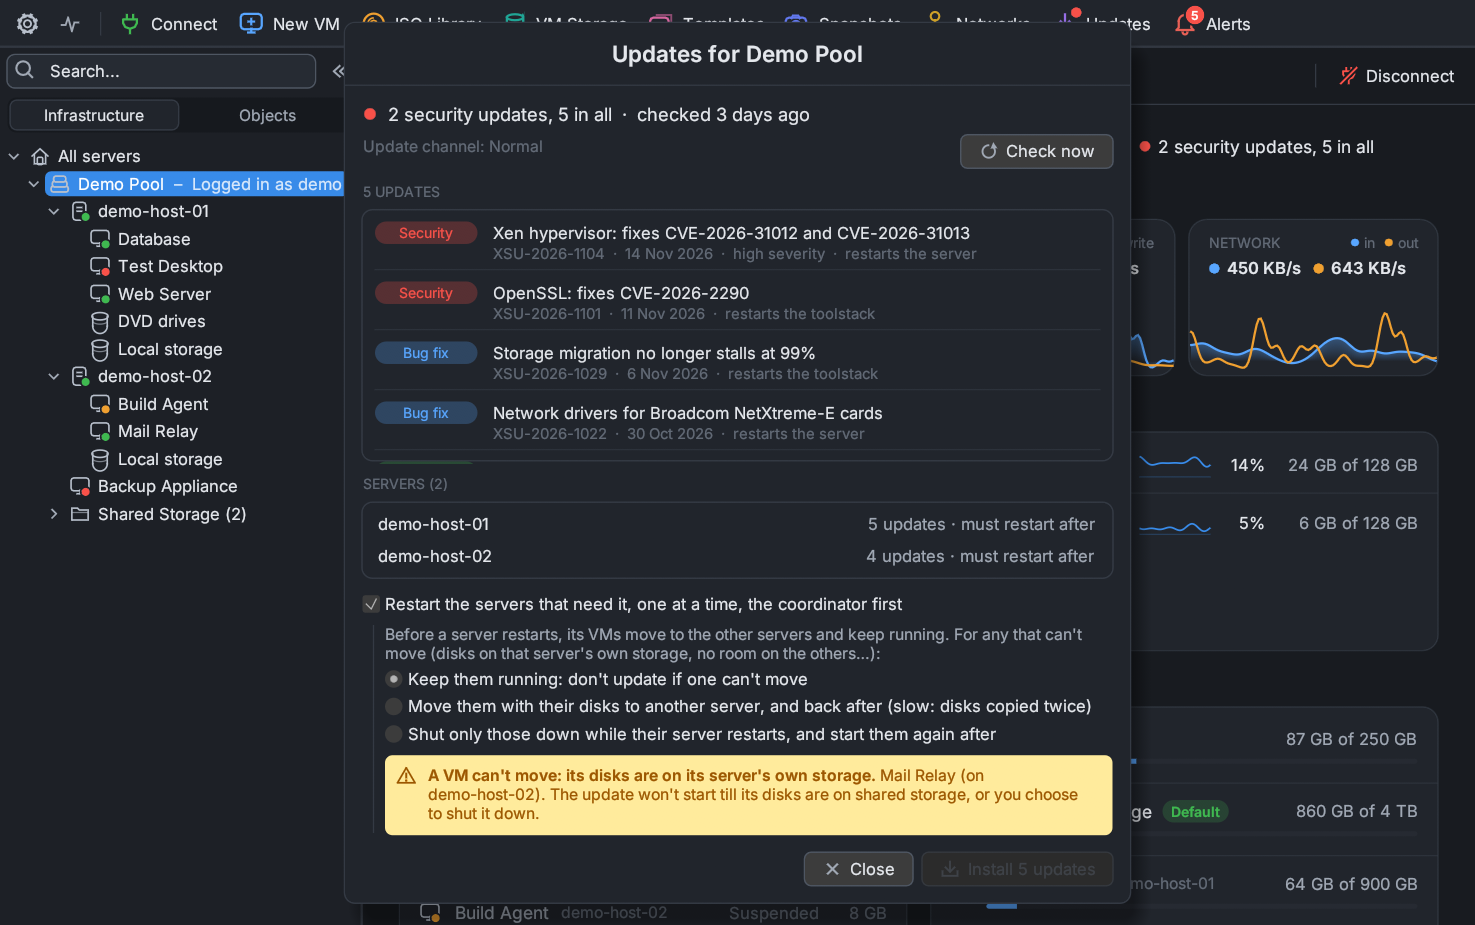 Connect
New VM
ISO Library
VM Storage
Templates
Snapshots
Networks
Updates
5
Alerts
Search...
Disconnect
Infrastructure
Objects
All servers
Demo Pool – Logged in as demo
demo-host-01
Database
Test Desktop
Web Server
DVD drives
Local storage
demo-host-02
Build Agent
Mail Relay
Local storage
Backup Appliance
Shared Storage (2)
Updates for Demo Pool
2 security updates, 5 in all · checked 3 days ago
Update channel: Normal
Check now
5 UPDATES
Security
Xen hypervisor: fixes CVE-2026-31012 and CVE-2026-31013
XSU-2026-1104 · 14 Nov 2026 · high severity · restarts the server
Security
OpenSSL: fixes CVE-2026-2290
XSU-2026-1101 · 11 Nov 2026 · restarts the toolstack
Bug fix
Storage migration no longer stalls at 99%
XSU-2026-1029 · 6 Nov 2026 · restarts the toolstack
Bug fix
Network drivers for Broadcom NetXtreme-E cards
XSU-2026-1022 · 30 Oct 2026 · restarts the server
SERVERS (2)
demo-host-01
5 updates · must restart after
demo-host-02
4 updates · must restart after
Restart the servers that need it, one at a time, the coordinator first
Before a server restarts, its VMs move to the other servers and keep running. For any that can't
move (disks on that server's own storage, no room on the others...):
Keep them running: don't update if one can't move
Move them with their disks to another server, and back after (slow: disks copied twice)
Shut only those down while their server restarts, and start them again after
A VM can't move: its disks are on its server's own storage. Mail Relay (on
demo-host-02). The update won't start till its disks are on shared storage, or you choose
to shut it down.
Close
Install 5 updates
2 security updates, 5 in all
rite
s
NETWORK
in
out
450 KB/s
643 KB/s
14%
24 GB of 128 GB
5%
6 GB of 128 GB
87 GB of 250 GB
ge
Default
860 GB of 4 TB
mo-host-01
64 GB of 900 GB
Build Agent
demo-host-02
Suspended
8 GB